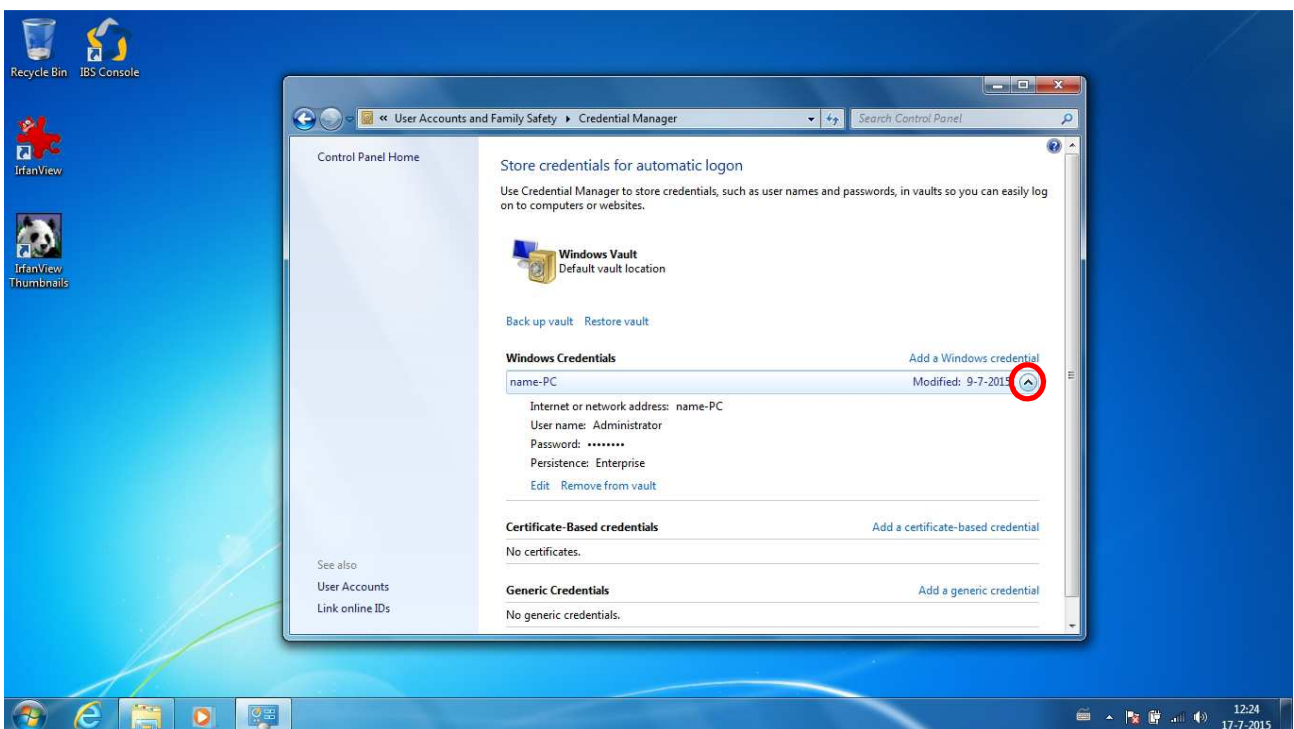 Recycle Bin
IBS Console
IrfanView
IrfanView
Thumbnails
« User Accounts and Family Safety ▸ Credential Manager
Search Control Panel
Control Panel Home
Store credentials for automatic logon
Use Credential Manager to store credentials, such as user names and passwords, in vaults so you can easily log
on to computers or websites.
Windows Vault
Default vault location
Back up vault Restore vault
Windows Credentials Add a Windows credential
name-PC Modified: 9-7-2015
Internet or network address: name-PC
User name: Administrator
Password: ••••••••
Persistence: Enterprise
Edit Remove from vault
Certificate-Based credentials Add a certificate-based credential
No certificates.
Generic Credentials Add a generic credential
No generic credentials.
See also
User Accounts
Link online IDs
12:24
17-7-2015